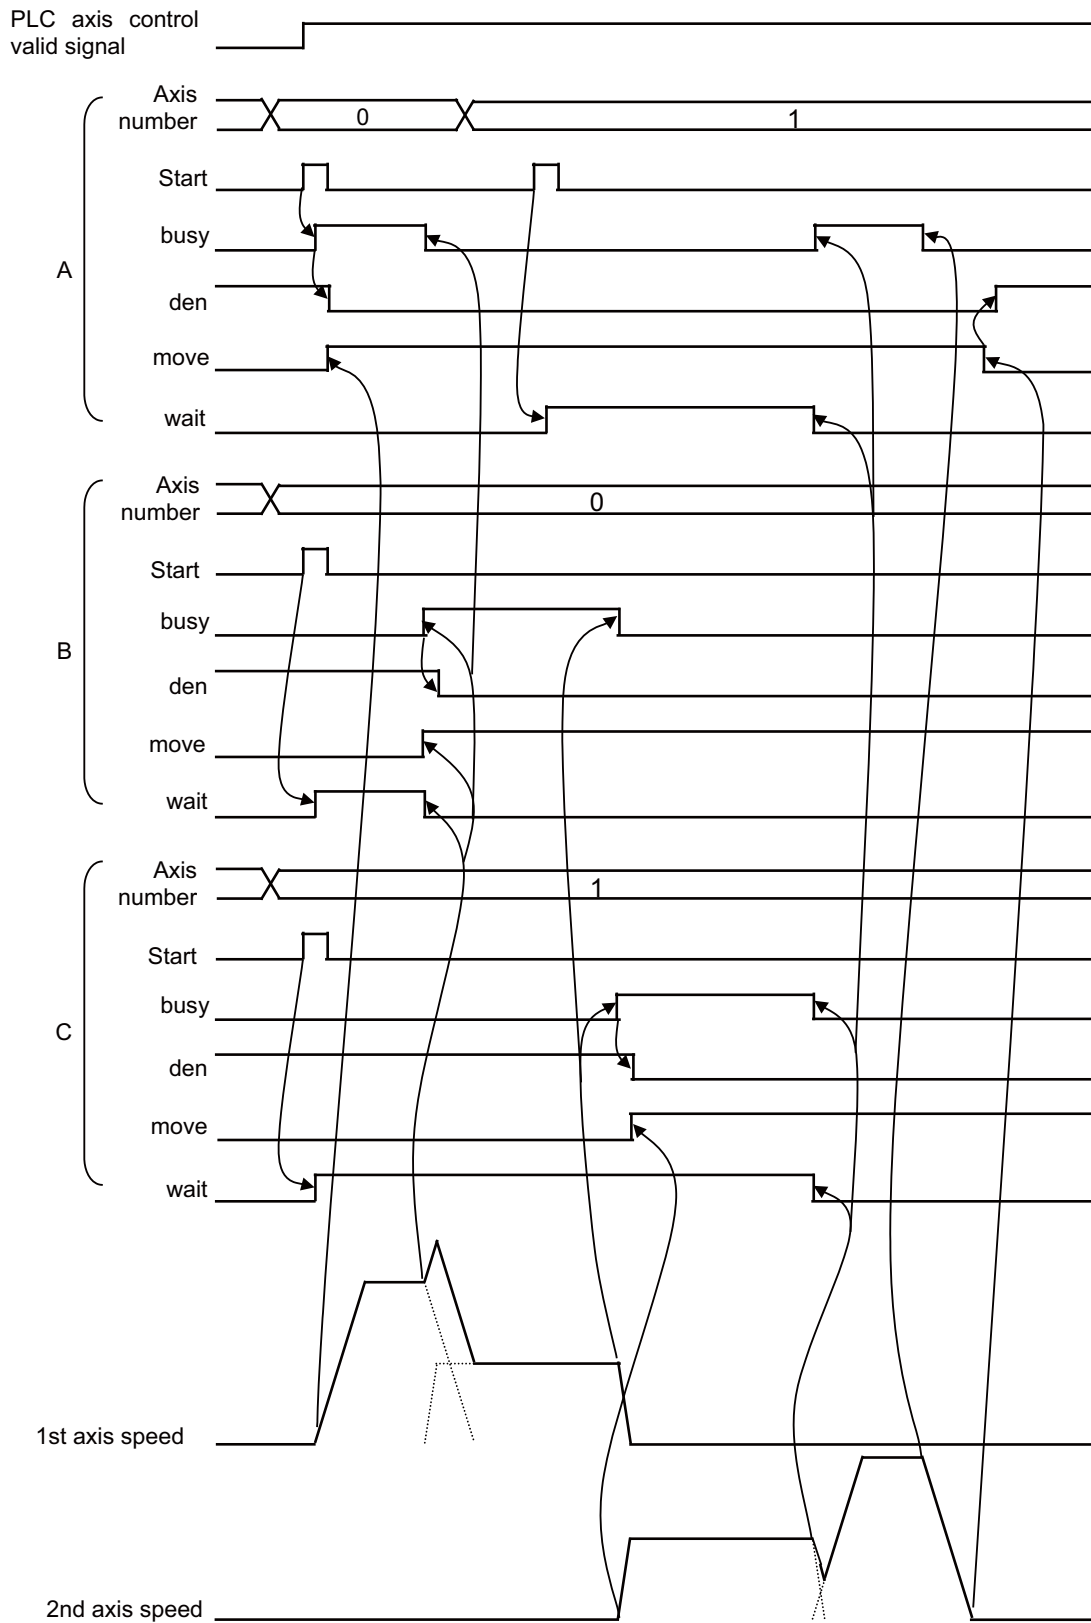 PLC axis control
valid signal
A
Axis
number
0
1
Start
busy
den
move
wait
B
Axis
number
0
Start
busy
den
move
wait
C
Axis
number
1
Start
busy
den
move
wait
1st axis speed
2nd axis speed